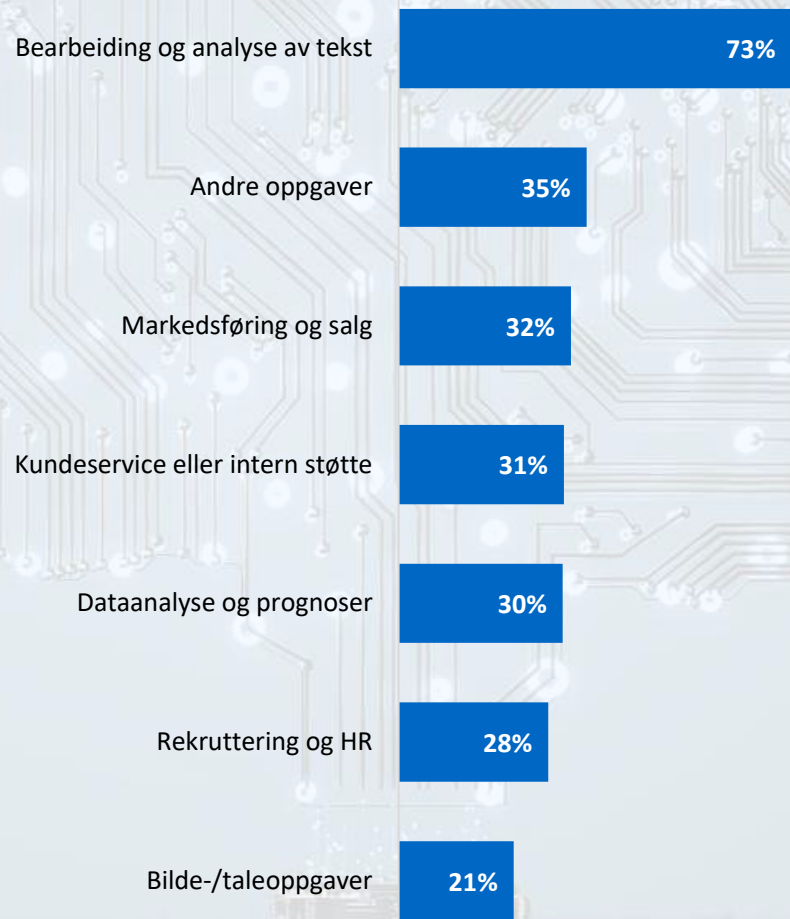 Bearbeiding og analyse av tekst 73%
Andre oppgaver 35%
Markedsføring og salg 32%
Kundeservice eller intern støtte 31%
Dataanalyse og prognoser 30%
Rekruttering og HR 28%
Bilde-/taleoppgaver 21%